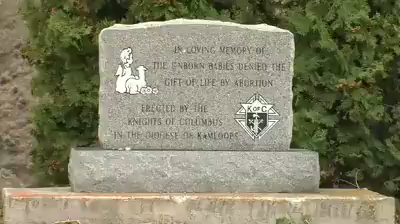 IN LOVING MEMORY OF
THE UNBORN BABIES DENIED THE
GIFT OF LIFE BY ABORTION
ERECTED BY THE
KNIGHTS OF COLUMBUS
IN THE DIOCESE OF KAMLOOPS
K OF C